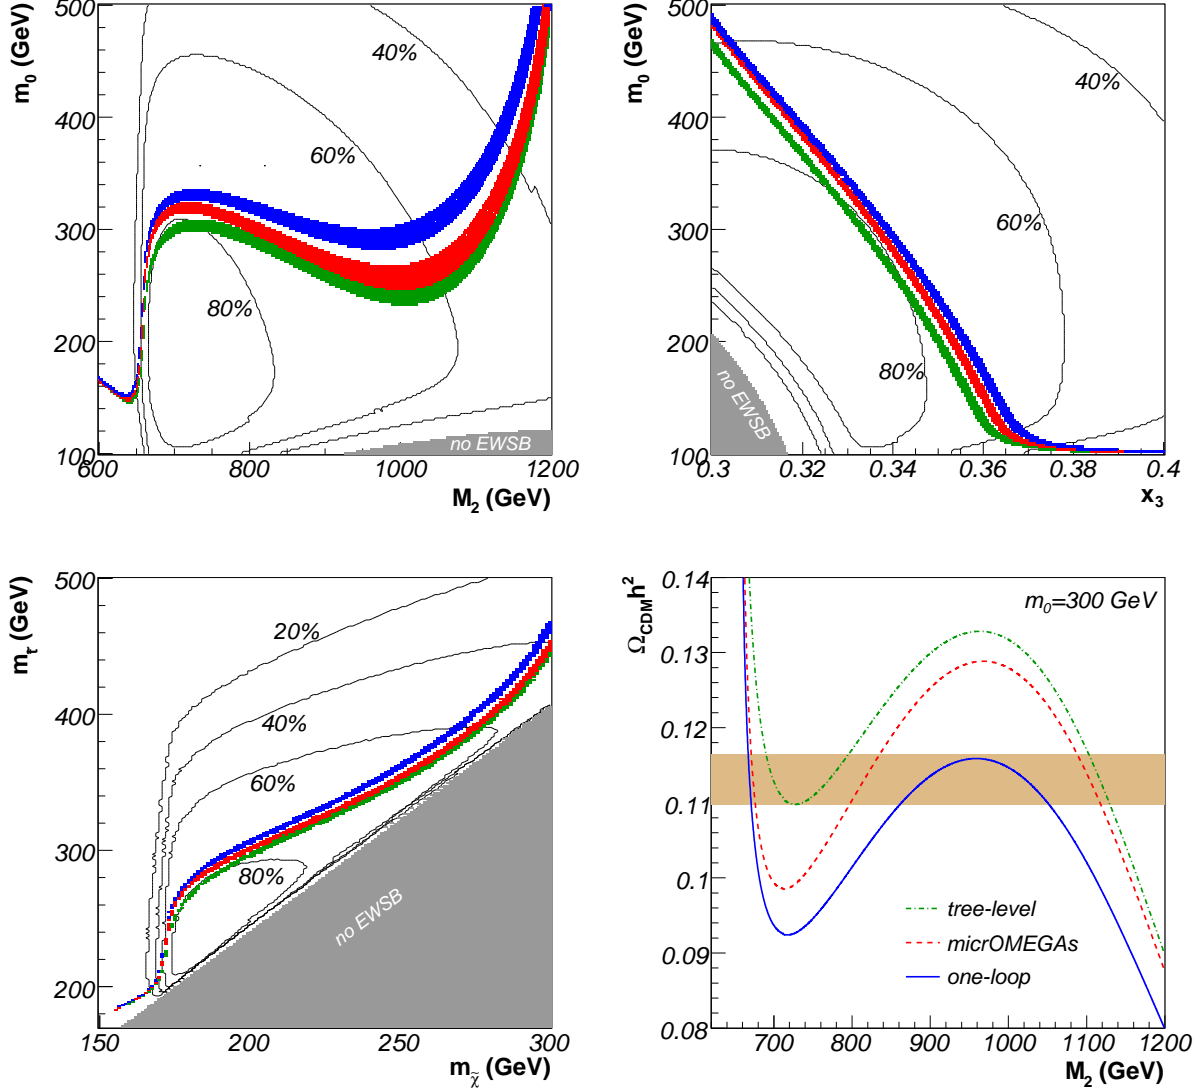 m₀ (GeV)
500
400
300
200
100
40%
60%
80%
no EWSB
600 800 1000 1200
M₂ (GeV)
m₀ (GeV)
500
400
300
200
100
40%
60%
80%
no EWSB
0.3 0.32 0.34 0.36 0.38 0.4
x₃
m_t̃ (GeV)
500
400
300
200
20%
40%
60%
80%
no EWSB
150 200 250 300
m_χ̃ (GeV)
Ω_CDM h²
0.14
0.13
0.12
0.11
0.1
0.09
0.08
m₀=300 GeV
tree-level
micrOMEGAs
one-loop
700 800 900 1000 1100 1200
M₂ (GeV)